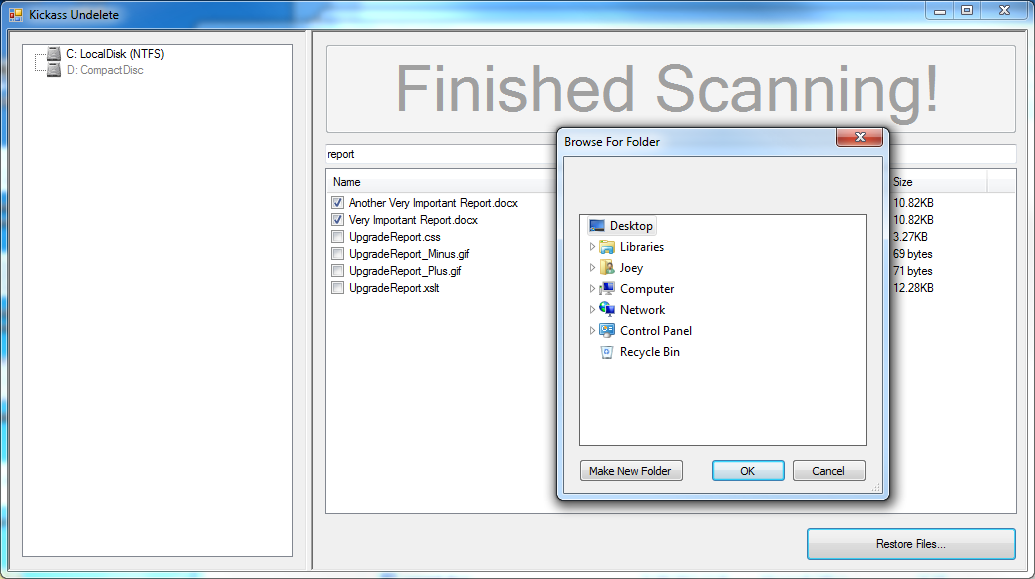 Kickass Undelete
C: LocalDisk (NTFS)
D: CompactDisc
Finished Scanning!
report
Name
Size
Another Very Important Report.docx
10.82KB
Very Important Report.docx
10.82KB
UpgradeReport.css
3.27KB
UpgradeReport_Minus.gif
69 bytes
UpgradeReport_Plus.gif
71 bytes
UpgradeReport.xslt
12.28KB
Browse For Folder
Desktop
Libraries
Joey
Computer
Network
Control Panel
Recycle Bin
Make New Folder
OK
Cancel
Restore Files...